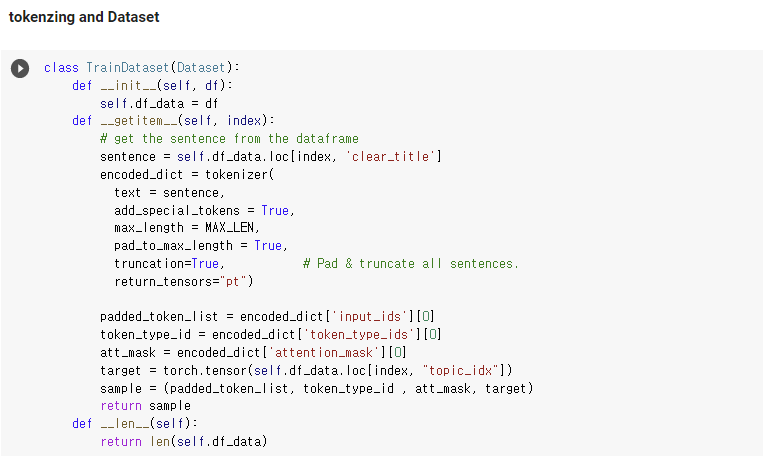 tokenzing and Dataset
class TrainDataset(Dataset):
    def __init__(self, df):
        self.df_data = df
    def __getitem__(self, index):
        # get the sentence from the dataframe
        sentence = self.df_data.loc[index, 'clear_title']
        encoded_dict = tokenizer(
          text = sentence,
          add_special_tokens = True,
          max_length = MAX_LEN,
          pad_to_max_length = True,
          truncation=True,           # Pad & truncate all sentences.
          return_tensors="pt")

        padded_token_list = encoded_dict['input_ids'][0]
        token_type_id = encoded_dict['token_type_ids'][0]
        att_mask = encoded_dict['attention_mask'][0]
        target = torch.tensor(self.df_data.loc[index, "topic_idx"])
        sample = (padded_token_list, token_type_id , att_mask, target)
        return sample
    def __len__(self):
        return len(self.df_data)